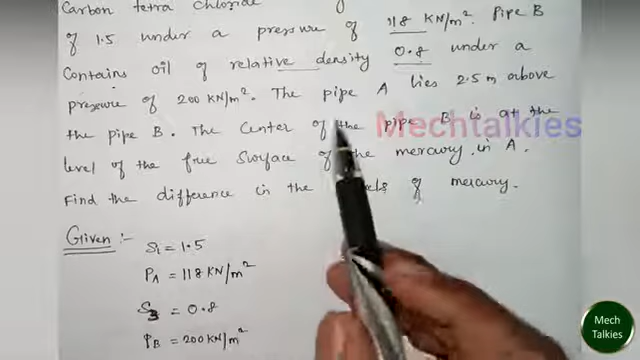 Carbon tetra chloride of
of 1.5 under a pressure of 118 KN/m². Pipe B
Contains oil of relative density 0.8 under a
pressure of 200 KN/m². The pipe A lies 2.5 m above
the pipe B. The Center of the pipe B is at the
level of the free Surface of the mercury in A.
Find the difference in the of mercury.
Mechtalkies
Given :-
S₁ = 1.5
P_A = 118 KN/m²
S₃ = 0.8
P_B = 200 KN/m²
Mech
Talkies